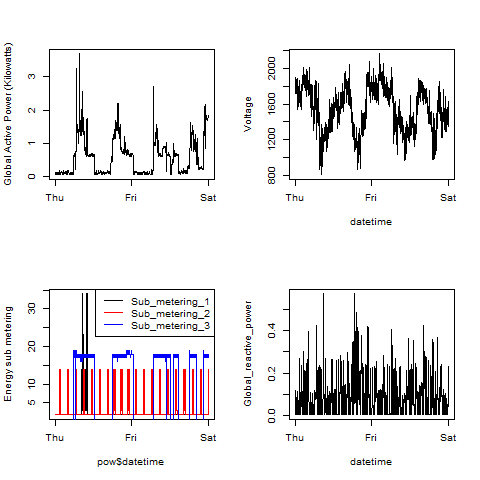 Global Active Power (Kilowatts)
0 1 2 3
Thu Fri Sat
Voltage
800 1200 1600 2000
Thu Fri Sat
datetime
Energy sub metering
5 10 20 35
Sub_metering_1
Sub_metering_2
Sub_metering_3
Thu Fri Sat
pow$datetime
Global_reactive_power
0.0 0.2 0.4
Thu Fri Sat
datetime